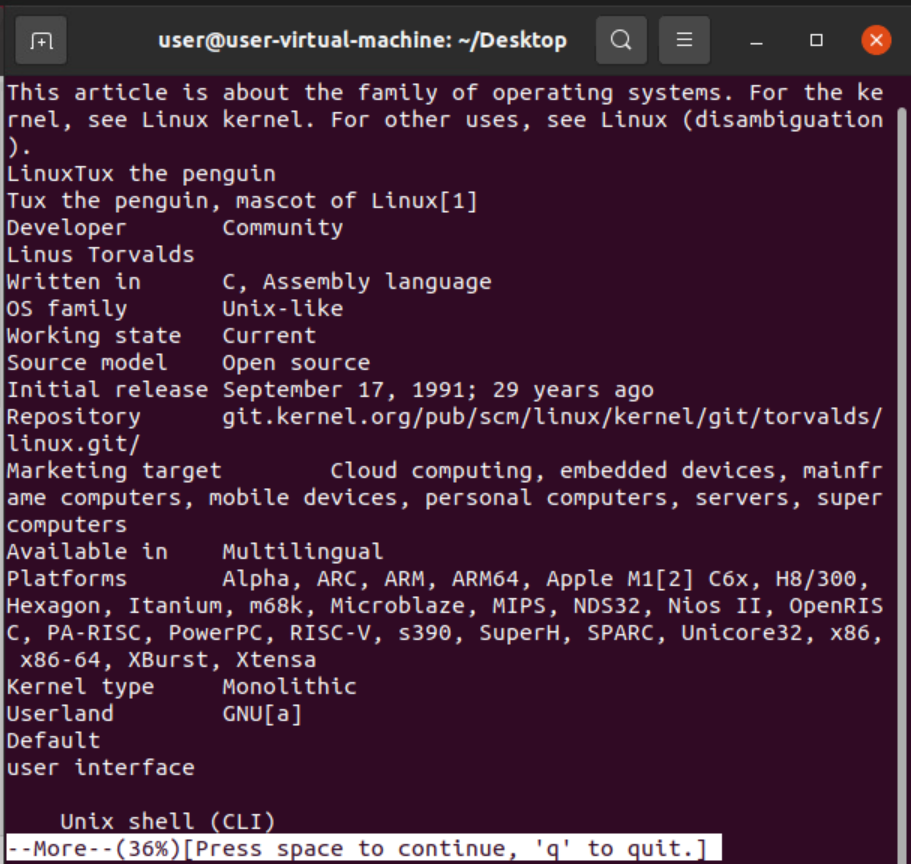 user@user-virtual-machine: ~/Desktop
This article is about the family of operating systems. For the ke
rnel, see Linux kernel. For other uses, see Linux (disambiguation
).
LinuxTux the penguin
Tux the penguin, mascot of Linux[1]
Developer       Community
Linus Torvalds
Written in      C, Assembly language
OS family       Unix-like
Working state   Current
Source model    Open source
Initial release September 17, 1991; 29 years ago
Repository      git.kernel.org/pub/scm/linux/kernel/git/torvalds/
linux.git/
Marketing target        Cloud computing, embedded devices, mainfr
ame computers, mobile devices, personal computers, servers, super
computers
Available in    Multilingual
Platforms       Alpha, ARC, ARM, ARM64, Apple M1[2] C6x, H8/300,
Hexagon, Itanium, m68k, Microblaze, MIPS, NDS32, Nios II, OpenRIS
C, PA-RISC, PowerPC, RISC-V, s390, SuperH, SPARC, Unicore32, x86,
 x86-64, XBurst, Xtensa
Kernel type     Monolithic
Userland        GNU[a]
Default
user interface

    Unix shell (CLI)
--More--(36%)[Press space to continue, 'q' to quit.]